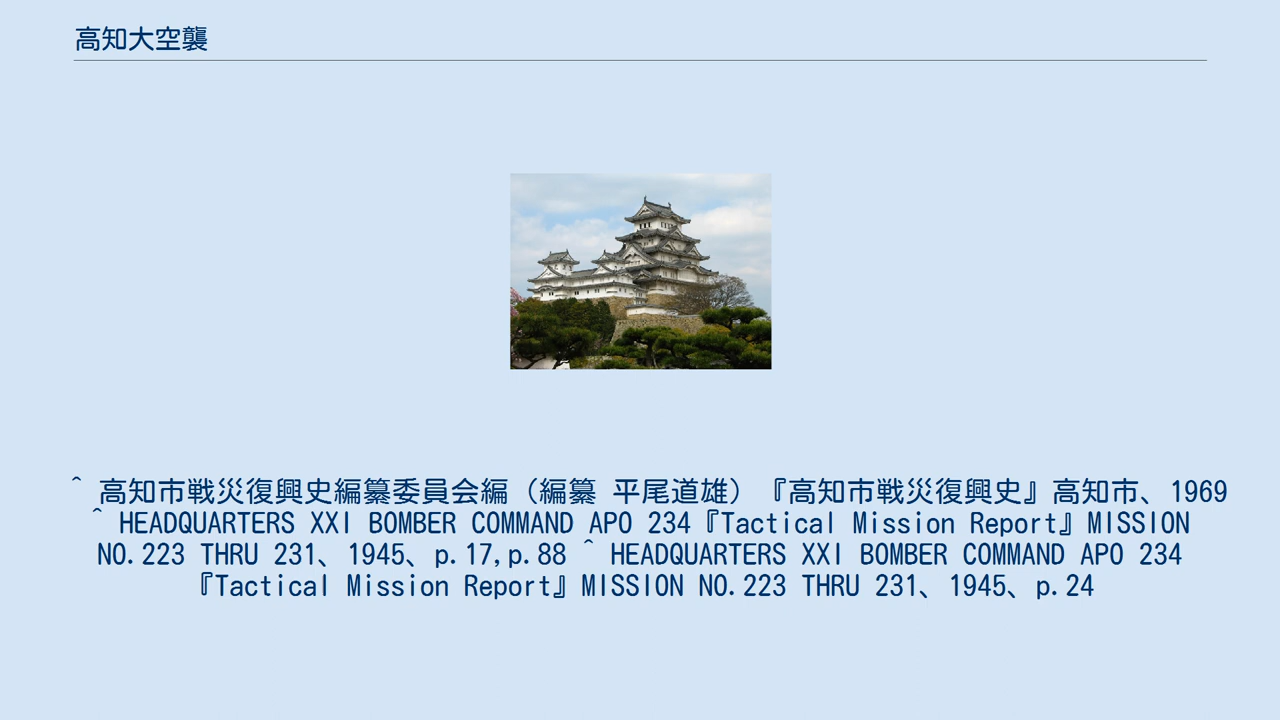 高知大空襲
^ 高知市戦災復興史編纂委員会編（編纂 平尾道雄）『高知市戦災復興史』高知市、1969
^ HEADQUARTERS XXI BOMBER COMMAND APO 234『Tactical Mission Report』MISSION
NO.223 THRU 231、1945、p.17,p.88 ^ HEADQUARTERS XXI BOMBER COMMAND APO 234
『Tactical Mission Report』MISSION NO.223 THRU 231、1945、p.24